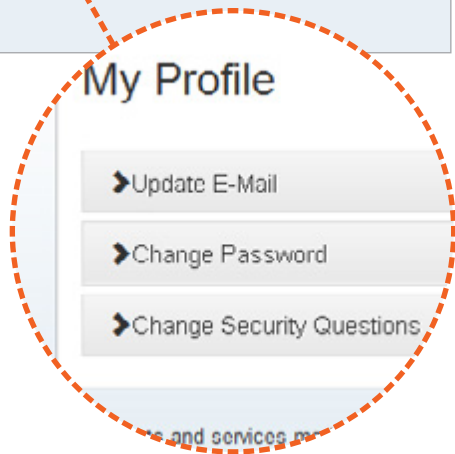 My Profile
Update E-Mail
Change Password
Change Security Questions
and services